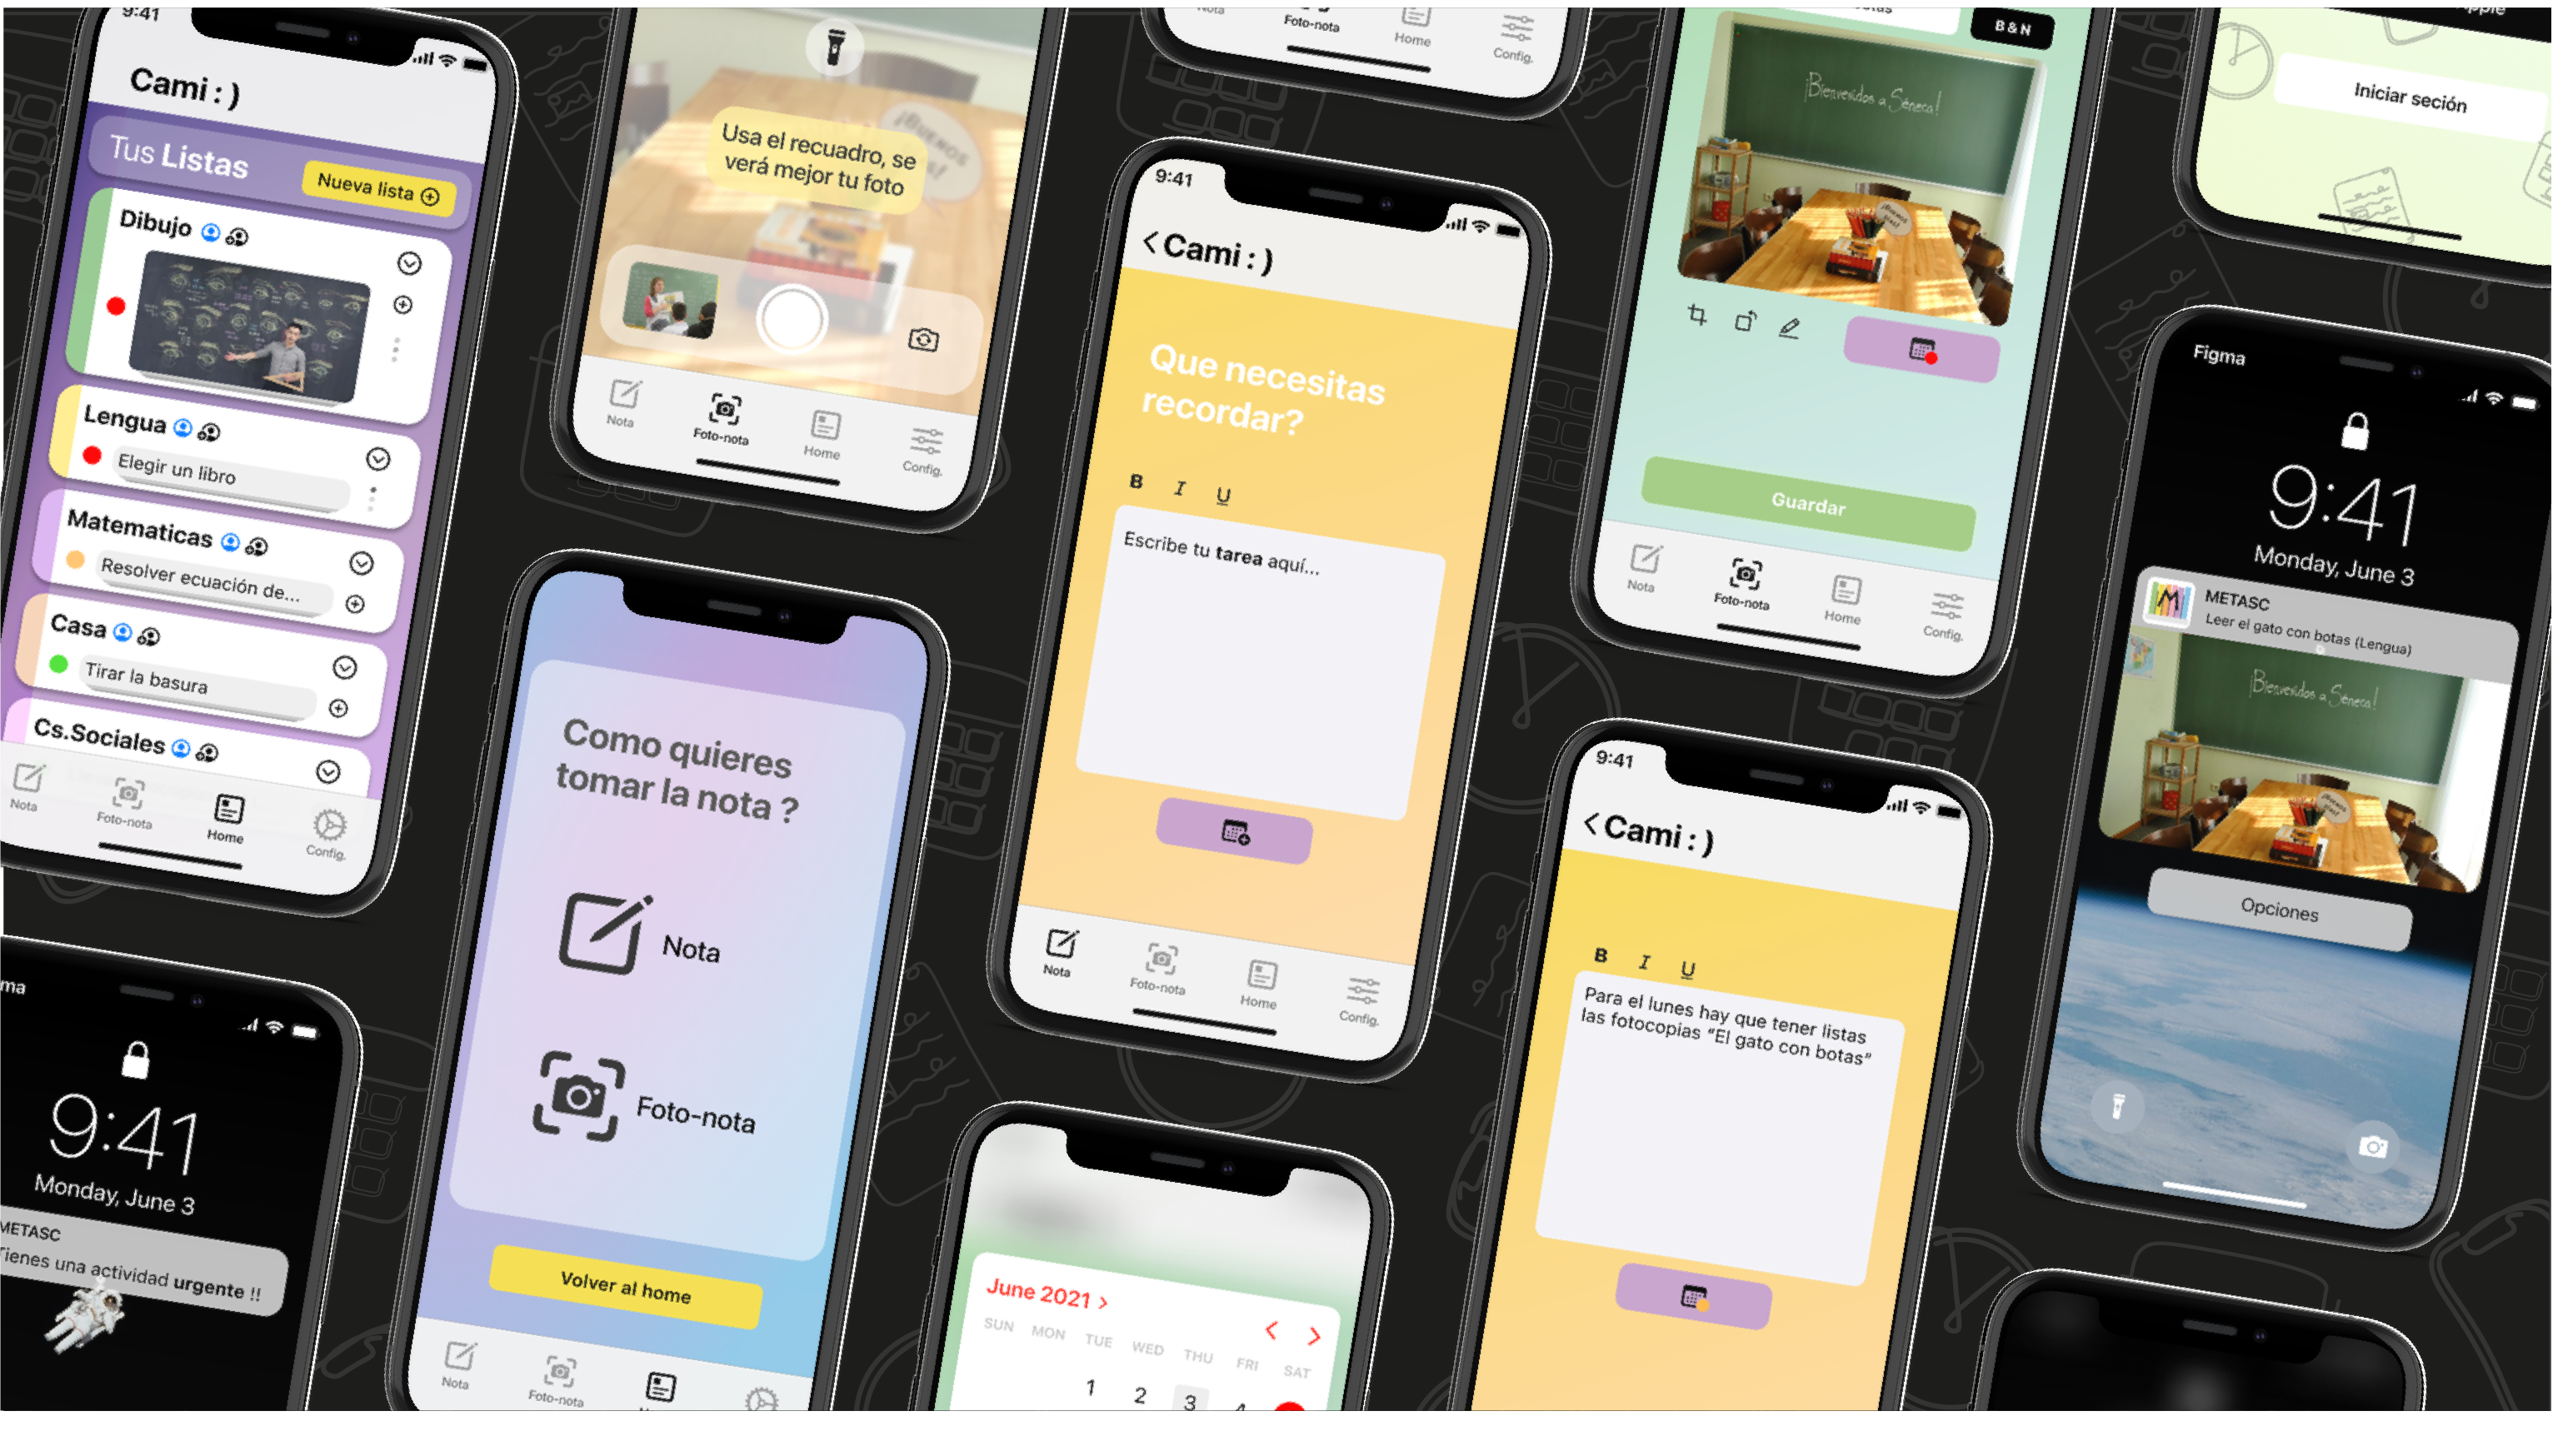 9:41
Cami : )
Tus Listas
Nueva lista
Dibujo
Lengua
Elegir un libro
Matematicas
Resolver ecuación de...
Casa
Tirar la basura
Cs.Sociales
Nota
Foto-nota
Home
Config.
9:41
Monday, June 3
METASC
Tienes una actividad urgente !!
¡BUENOS
Usa el recuadro, se
verá mejor tu foto
Nota
Foto-nota
Home
Config.
Como quieres
tomar la nota ?
Nota
Foto-nota
Volver al home
Nota
Foto-nota
Nota
Foto-nota
Home
Config.
9:41
Cami : )
Que necesitas
recordar?
B I U
Escribe tu tarea aquí...
Nota
Foto-nota
Home
Config.
June 2021
SUN MON TUE WED THU FRI SAT
1 2 3 4
B & N
¡Bienvenidos a Séneca!
Guardar
Nota
Foto-nota
Home
Config.
9:41
Cami : )
B I U
Para el lunes hay que tener listas
las fotocopias “El gato con botas”
Apple
Iniciar seción
Figma
9:41
Monday, June 3
METASC
Leer el gato con botas (Lengua)
¡Bienvenidos a Séneca!
Opciones